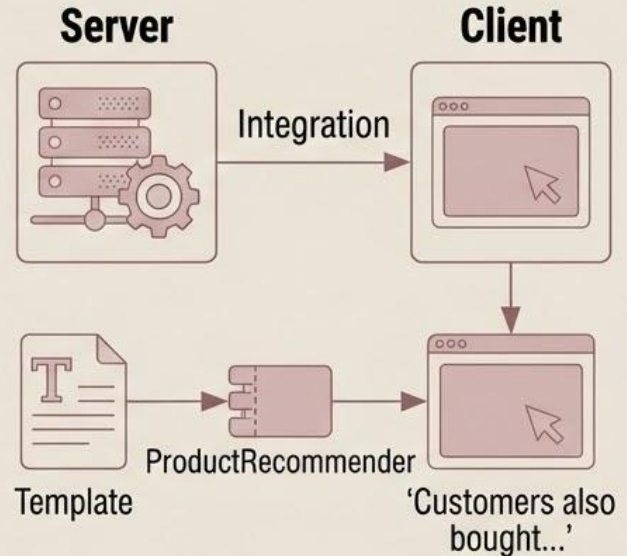 Server
Client
Integration
T
ProductRecommender
Template
‘Customers also
bought...’